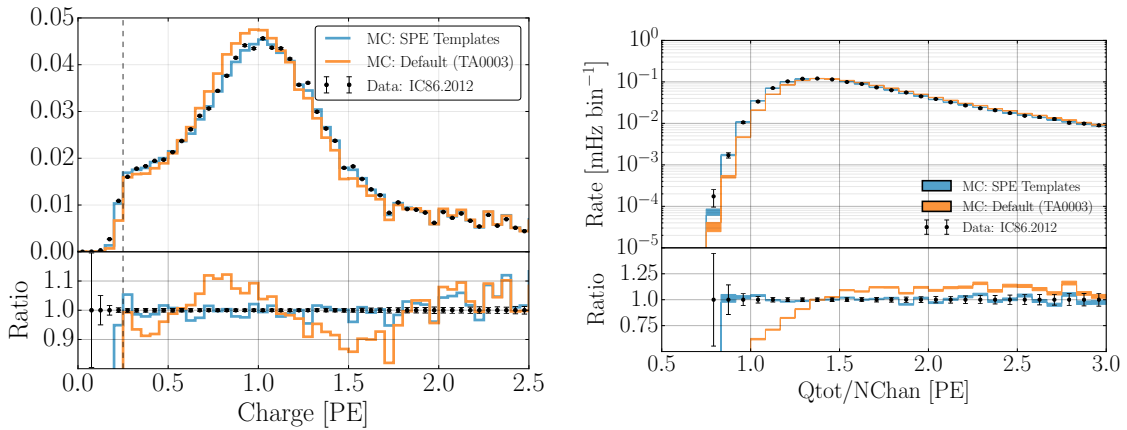 0.05
0.04
0.03
0.02
0.01
0.00
MC: SPE Templates
MC: Default (TA0003)
Data: IC86.2012
Ratio
1.1
1.0
0.9
0.0 0.5 1.0 1.5 2.0 2.5
Charge [PE]
Rate [mHz bin⁻¹]
10⁰
10⁻¹
10⁻²
10⁻³
10⁻⁴
10⁻⁵
MC: SPE Templates
MC: Default (TA0003)
Data: IC86.2012
Ratio
1.25
1.00
0.75
0.5 1.0 1.5 2.0 2.5 3.0
Qtot/NChan [PE]